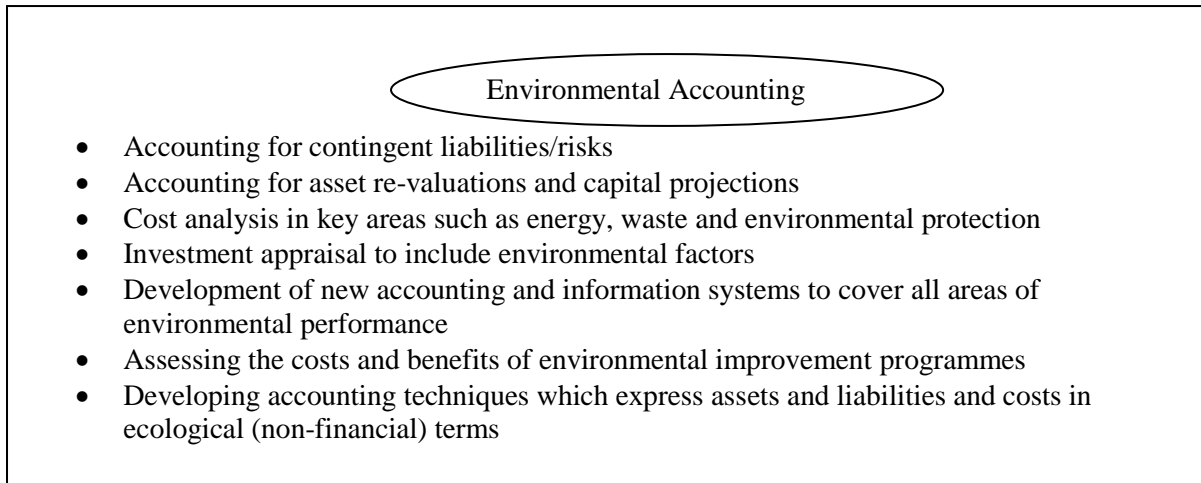 Environmental Accounting
• Accounting for contingent liabilities/risks
• Accounting for asset re-valuations and capital projections
• Cost analysis in key areas such as energy, waste and environmental protection
• Investment appraisal to include environmental factors
• Development of new accounting and information systems to cover all areas of
environmental performance
• Assessing the costs and benefits of environmental improvement programmes
• Developing accounting techniques which express assets and liabilities and costs in
ecological (non-financial) terms